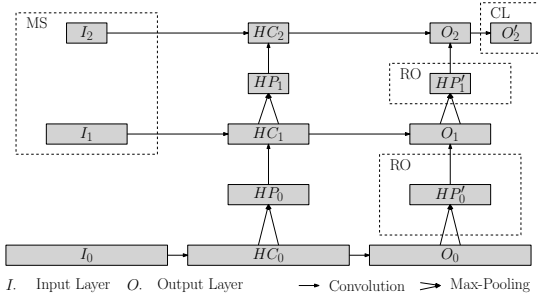 MS CL
I₂ HC₂ O₂ O′₂
RO
HP₁ HP′₁
I₁ HC₁ O₁
RO
HP₀ HP′₀
I₀ HC₀ O₀
I. Input Layer O. Output Layer Convolution Max-Pooling